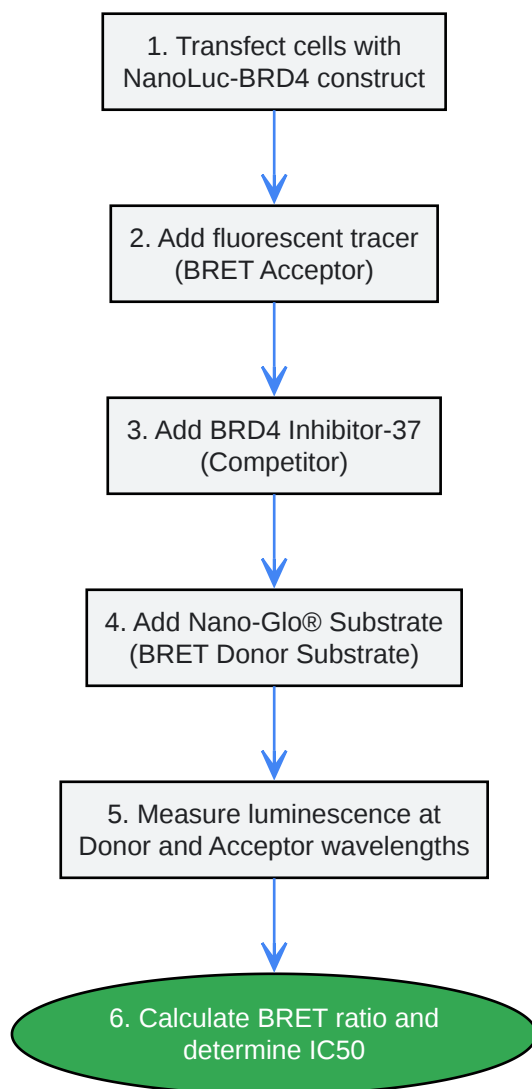 1. Transfect cells with
NanoLuc-BRD4 construct
2. Add fluorescent tracer
(BRET Acceptor)
3. Add BRD4 Inhibitor-37
(Competitor)
4. Add Nano-Glo® Substrate
(BRET Donor Substrate)
5. Measure luminescence at
Donor and Acceptor wavelengths
6. Calculate BRET ratio and
determine IC50